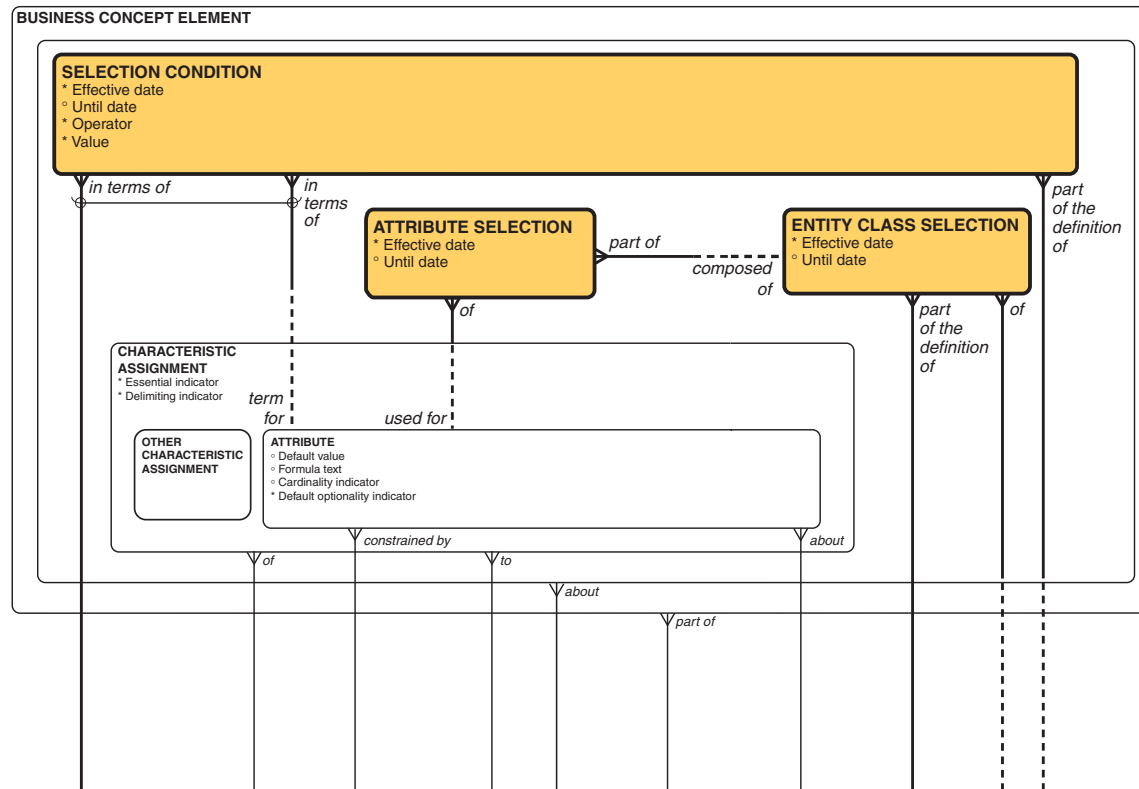 BUSINESS CONCEPT ELEMENT
SELECTION CONDITION
* Effective date
° Until date
* Operator
* Value
in terms of
in
terms
of
part
of the
definition
of
ATTRIBUTE SELECTION
* Effective date
° Until date
part of
composed
of
ENTITY CLASS SELECTION
* Effective date
° Until date
of
part
of the
definition
of
of
CHARACTERISTIC
ASSIGNMENT
* Essential indicator
* Delimiting indicator
term
for
used for
OTHER
CHARACTERISTIC
ASSIGNMENT
ATTRIBUTE
° Default value
° Formula text
° Cardinality indicator
* Default optionality indicator
constrained by
about
of
to
about
part of